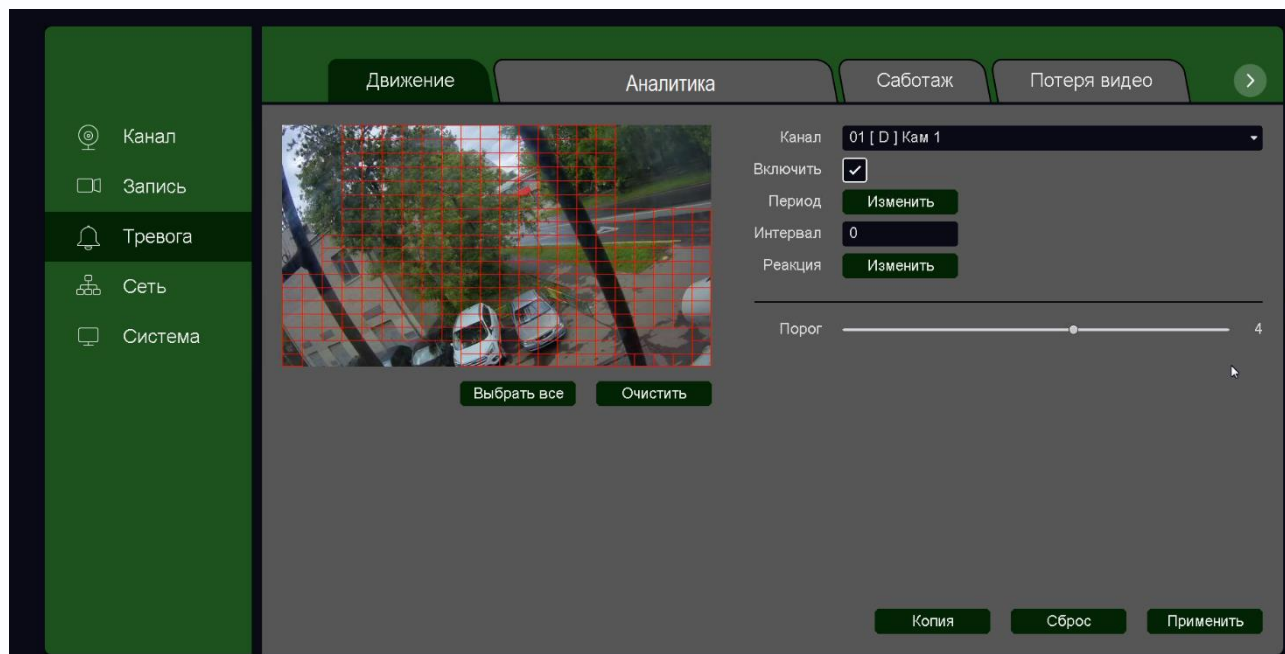 Движение
Аналитика
Саботаж
Потеря видео
Канал
Запись
Тревога
Сеть
Система
Выбрать все
Очистить
Канал 01 [ D ] Кам 1
Включить
Период Изменить
Интервал 0
Реакция Изменить
Порог 4
Копия
Сброс
Применить